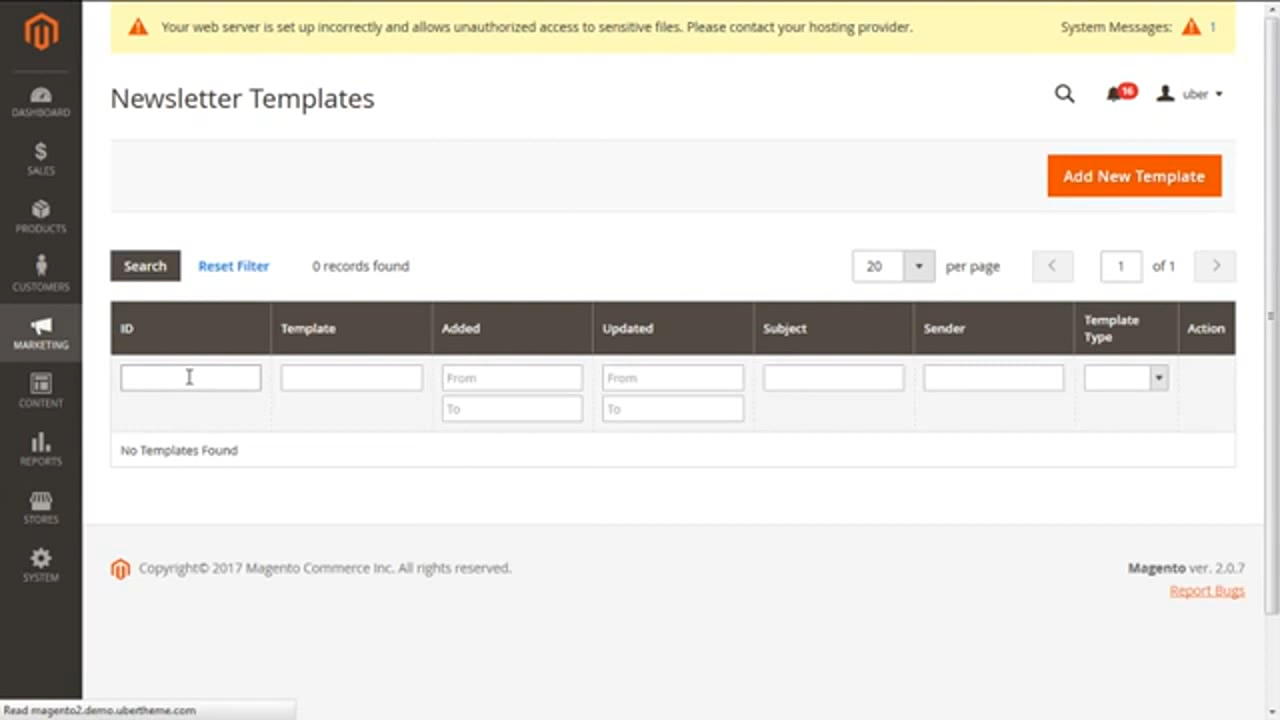 Your web server is set up incorrectly and allows unauthorized access to sensitive files. Please contact your hosting provider.
System Messages: 1
Newsletter Templates
16
uber
Add New Template
Search Reset Filter 0 records found 20 per page 1 of 1
ID Template Added Updated Subject Sender Template Type Action
From From
To To
No Templates Found
DASHBOARD
SALES
PRODUCTS
CUSTOMERS
MARKETING
CONTENT
REPORTS
STORES
SYSTEM
Copyright© 2017 Magento Commerce Inc. All rights reserved.
Magento ver. 2.0.7
Report Bugs
Read magento2.demo.ubertheme.com